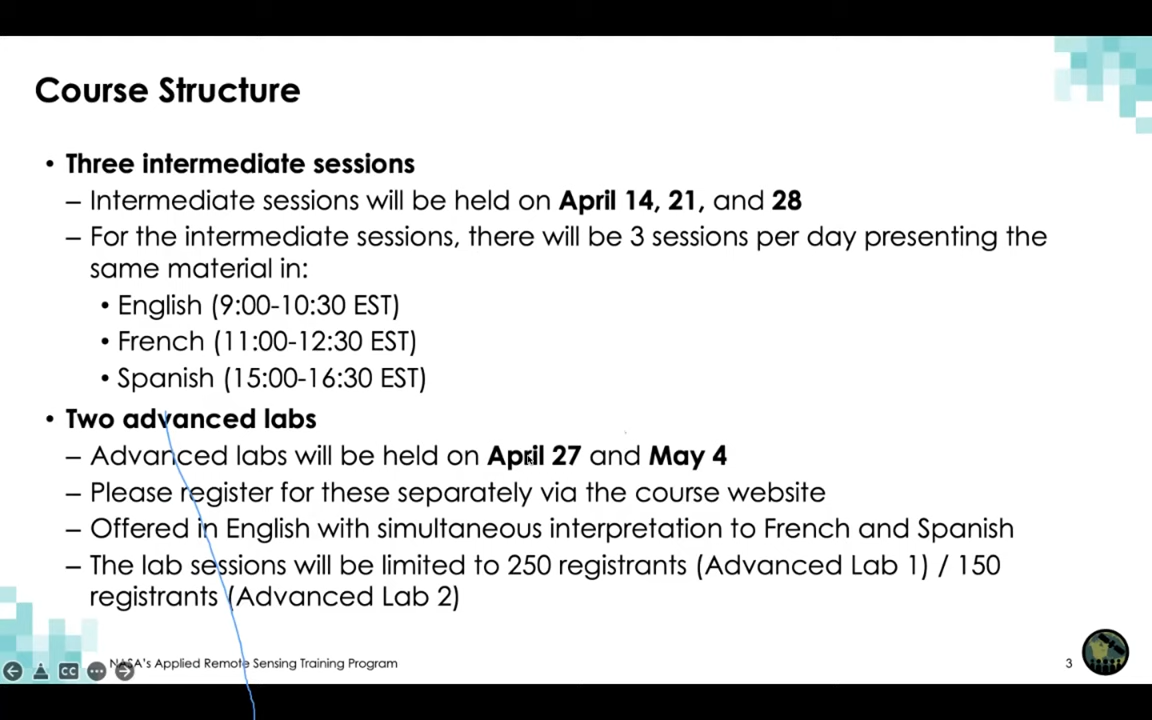 Course Structure
• Three intermediate sessions
– Intermediate sessions will be held on April 14, 21, and 28
– For the intermediate sessions, there will be 3 sessions per day presenting the
same material in:
• English (9:00-10:30 EST)
• French (11:00-12:30 EST)
• Spanish (15:00-16:30 EST)
• Two advanced labs
– Advanced labs will be held on April 27 and May 4
– Please register for these separately via the course website
– Offered in English with simultaneous interpretation to French and Spanish
– The lab sessions will be limited to 250 registrants (Advanced Lab 1) / 150
registrants (Advanced Lab 2)
CC
NASA's Applied Remote Sensing Training Program
3